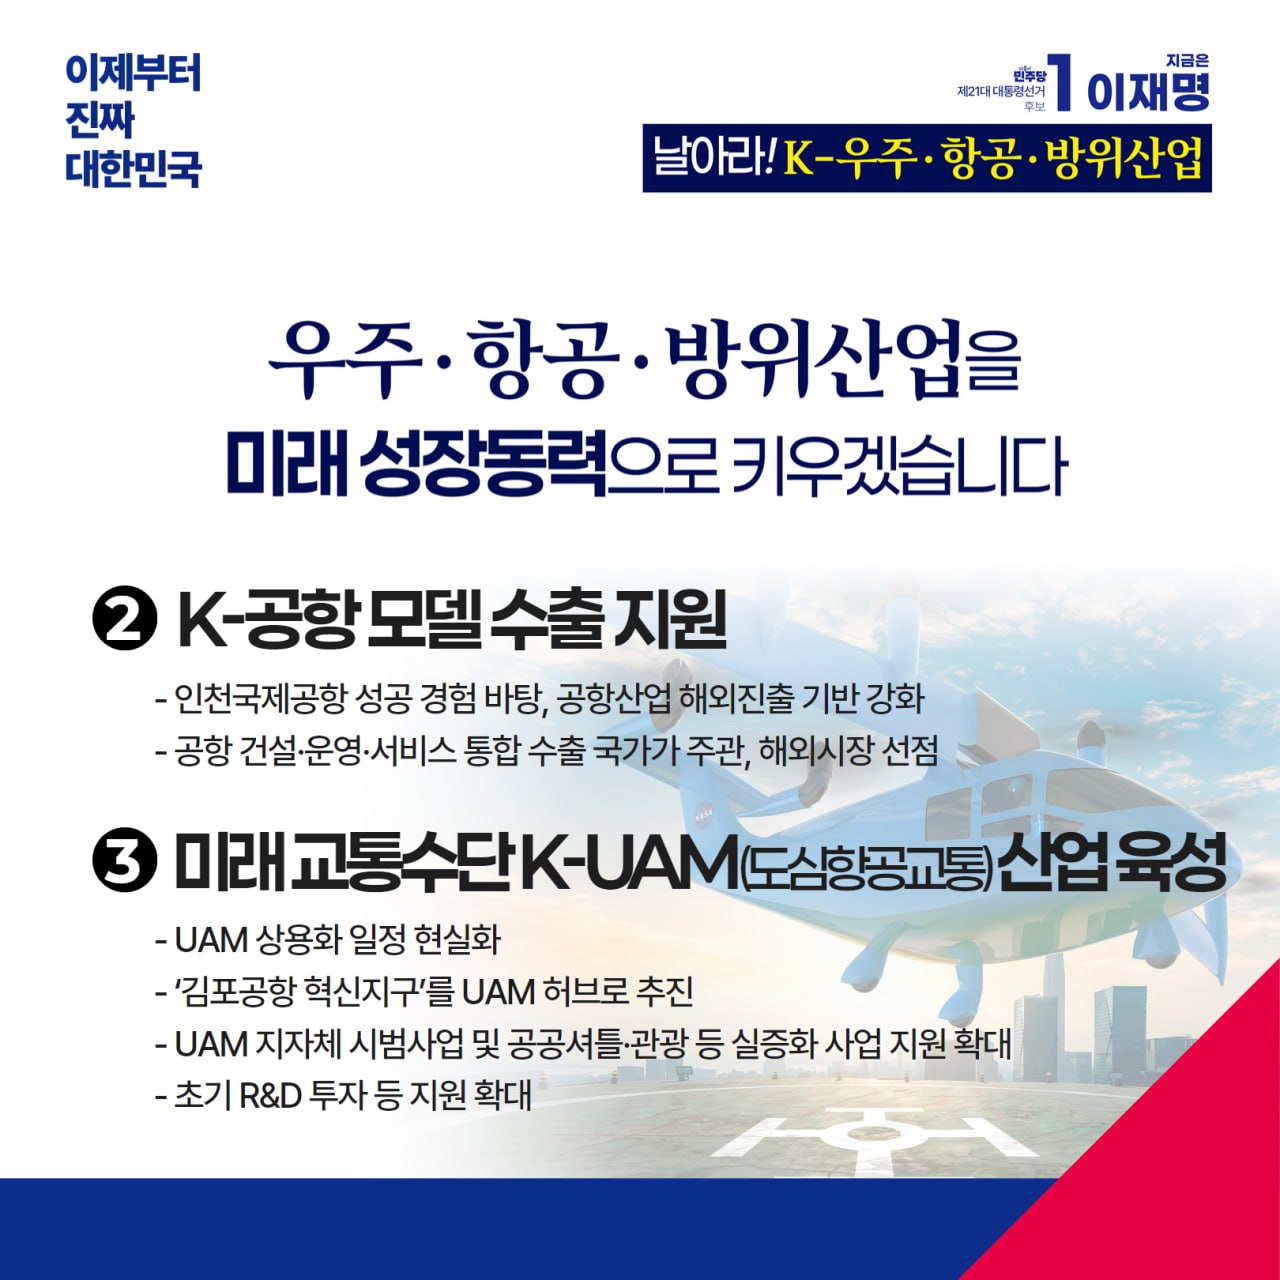 이제부터
진짜
대한민국
지금은
민주당
제21대 대통령선거
후보
1 이재명
날아라! K-우주·항공·방위산업
우주·항공·방위산업을
미래 성장동력으로 키우겠습니다
2 K-공항 모델 수출 지원
- 인천국제공항 성공 경험 바탕, 공항산업 해외진출 기반 강화
- 공항 건설·운영·서비스 통합 수출 국가가 주관, 해외시장 선점
NASA
3 미래 교통수단 K-UAM(도심항공교통) 산업 육성
- UAM 상용화 일정 현실화
- ‘김포공항 혁신지구’를 UAM 허브로 추진
- UAM 지자체 시범사업 및 공공셔틀·관광 등 실증화 사업 지원 확대
- 초기 R&D 투자 등 지원 확대